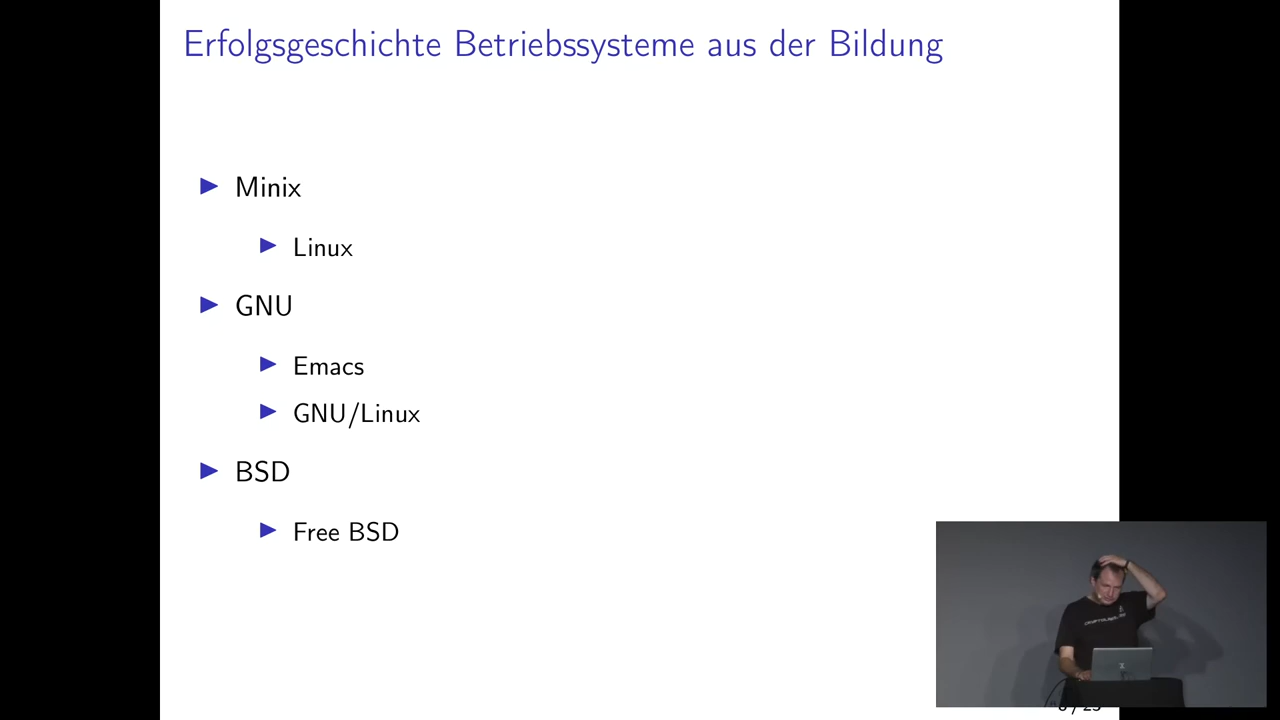 Erfolgsgeschichte Betriebssysteme aus der Bildung
Minix
Linux
GNU
Emacs
GNU/Linux
BSD
Free BSD